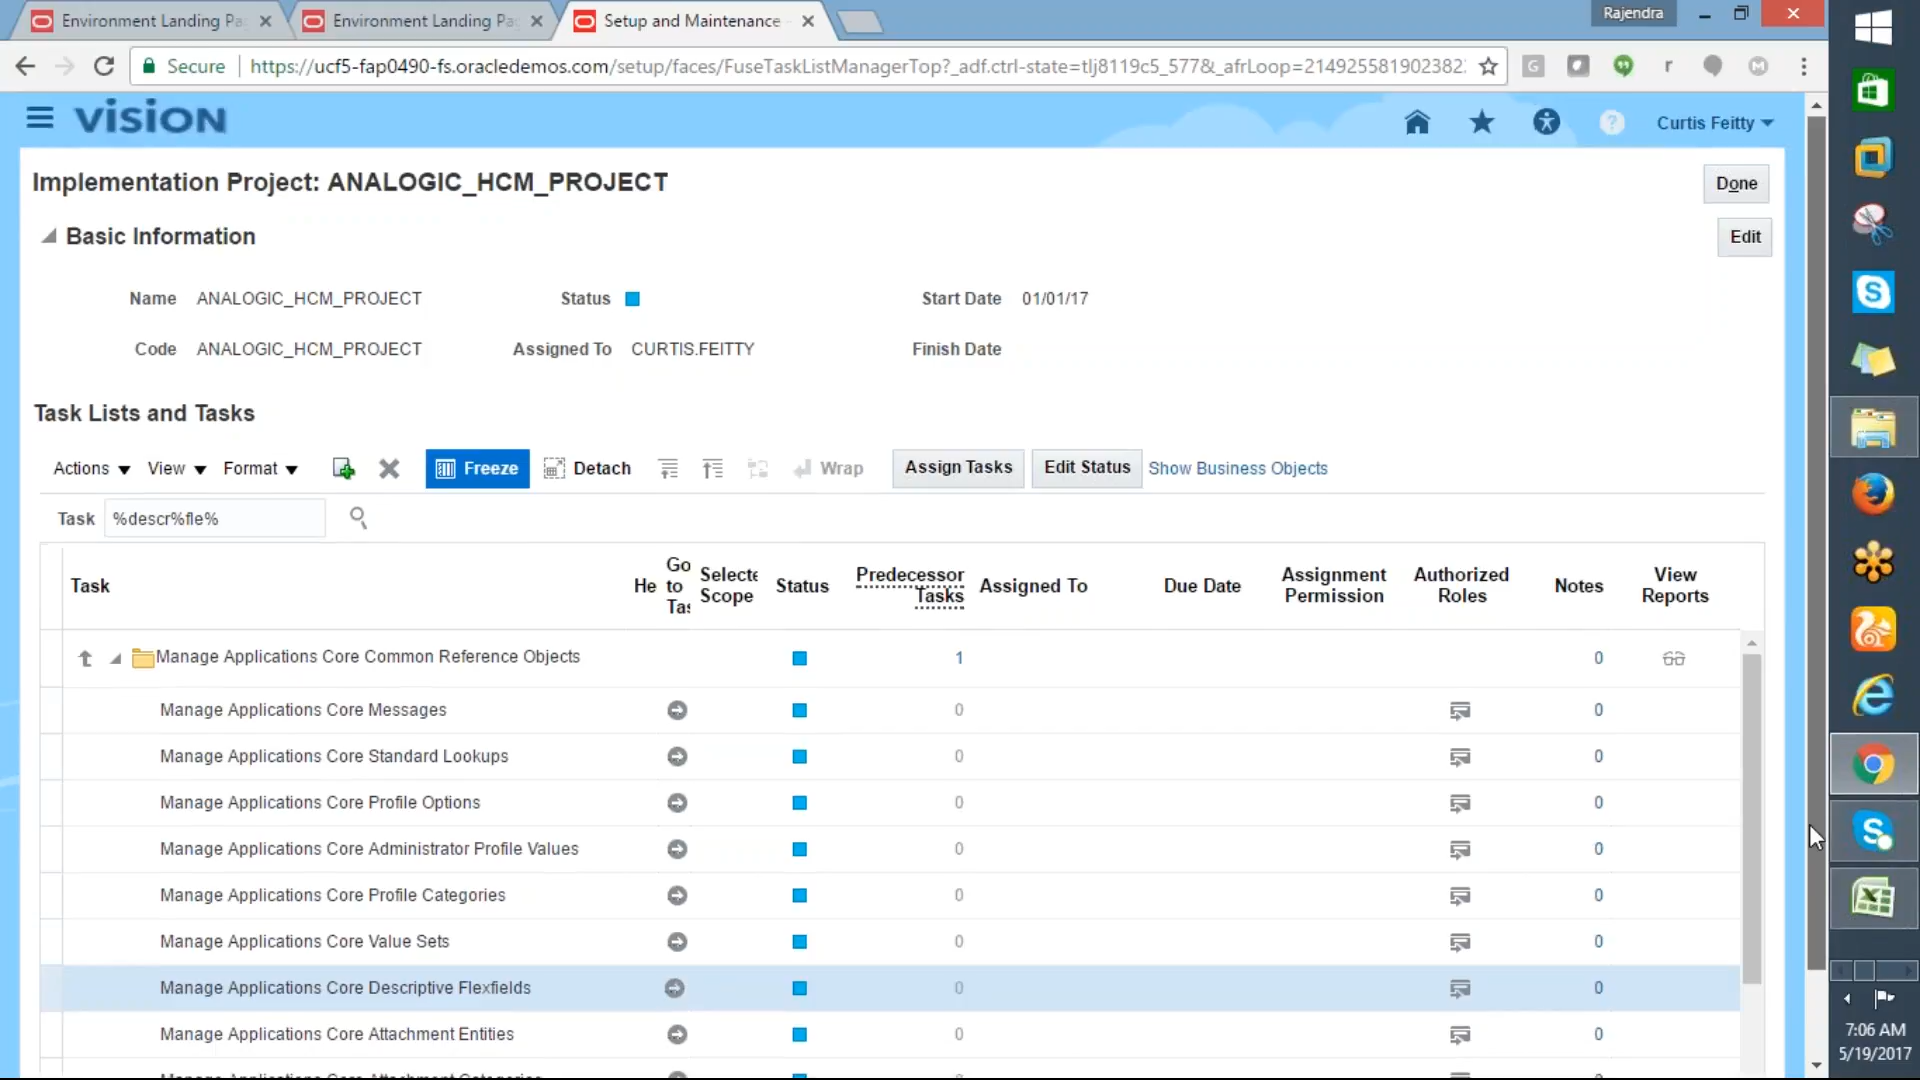 Environment Landing Pa
Environment Landing Pa
Setup and Maintenance
Rajendra
Secure
https://ucf5-fap0490-fs.oracledemos.com/setup/faces/FuseTaskListManagerTop?_adf.ctrl-state=tlj8119c5_577&_afrLoop=214925581902382
vision
Curtis Feitty
Implementation Project: ANALOGIC_HCM_PROJECT
Done
Basic Information
Edit
Name ANALOGIC_HCM_PROJECT Status Start Date 01/01/17
Code ANALOGIC_HCM_PROJECT Assigned To CURTIS.FEITTY Finish Date
Task Lists and Tasks
Actions View Format Freeze Detach Wrap Assign Tasks Edit Status Show Business Objects
Task %descr%fle%
Task He Go to Tas Selecte Scope Status Predecessor Tasks Assigned To Due Date Assignment Permission Authorized Roles Notes View Reports
Manage Applications Core Common Reference Objects 1 0
Manage Applications Core Messages 0 0
Manage Applications Core Standard Lookups 0 0
Manage Applications Core Profile Options 0 0
Manage Applications Core Administrator Profile Values 0 0
Manage Applications Core Profile Categories 0 0
Manage Applications Core Value Sets 0 0
Manage Applications Core Descriptive Flexfields 0 0
Manage Applications Core Attachment Entities 0 0
7:06 AM
5/19/2017